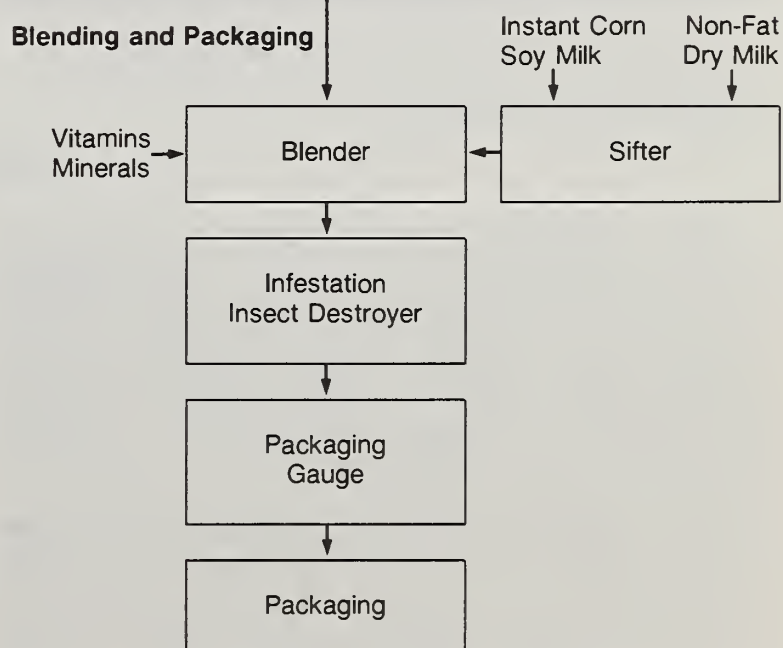 Blending and Packaging
Instant Corn
Soy Milk
Non-Fat
Dry Milk
Vitamins
Minerals
Blender
Sifter
Infestation
Insect Destroyer
Packaging
Gauge
Packaging